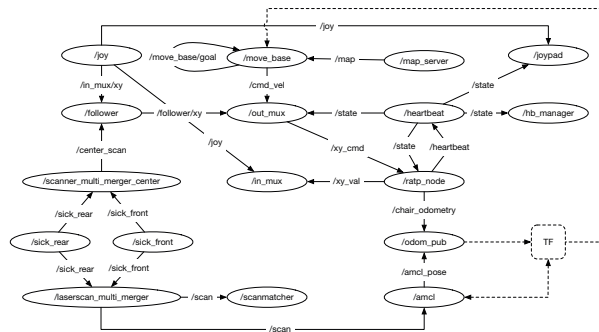 /joy
/joy
/move_base/goal
/move_base
/map
/map_server
/joypad
/in_mux/xy
/cmd_vel
/state
/follower
/follower/xy
/out_mux
/state
/heartbeat
/state
/hb_manager
/center_scan
/joy
/xy_cmd
/state
/heartbeat
/scanner_multi_merger_center
/in_mux
/xy_val
/ratp_node
/sick_rear
/sick_front
/chair_odometry
/sick_rear
/sick_front
/odom_pub
TF
/sick_rear
/sick_front
/amcl_pose
/laserscan_multi_merger
/scan
/scanmatcher
/amcl
/scan